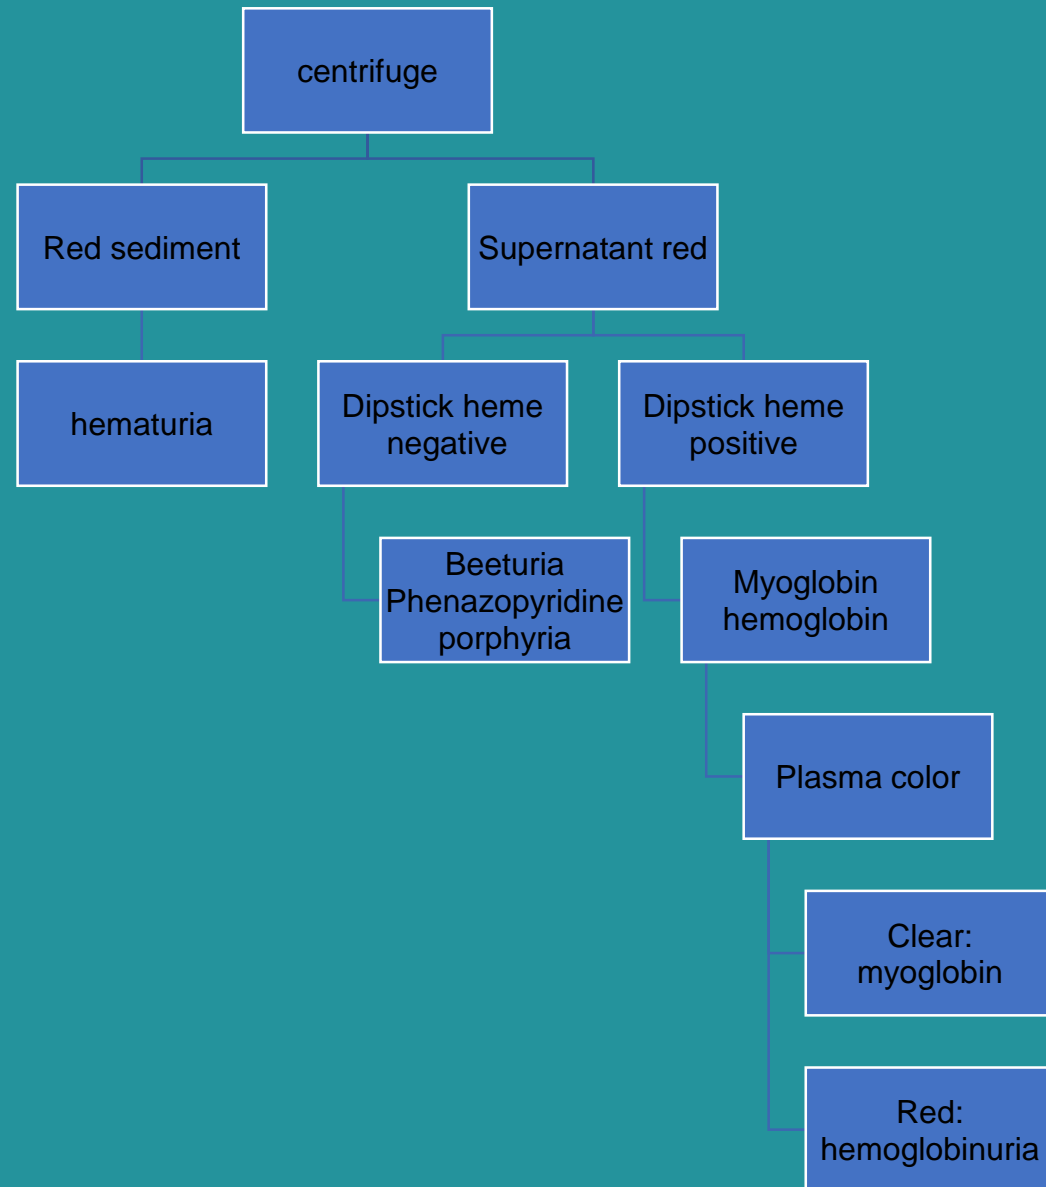 centrifuge
Red sediment
Supernatant red
hematuria
Dipstick heme
negative
Dipstick heme
positive
Beeturia
Phenazopyridine
porphyria
Myoglobin
hemoglobin
Plasma color
Clear:
myoglobin
Red:
hemoglobinuria